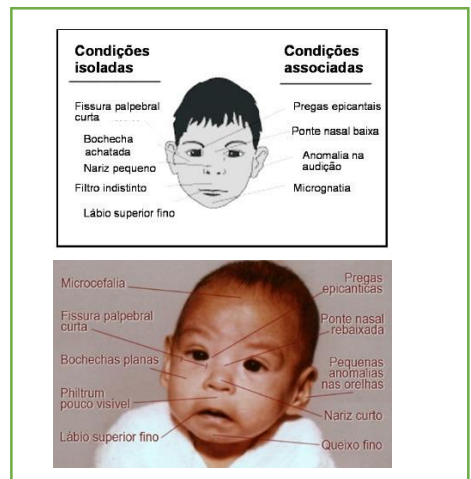 Condições
isoladas
Condições
associadas
Fissura palpebral
curta
Bochecha
achatada
Nariz pequeno
Filtro indistinto
Lábio superior fino
Pregas epicantais
Ponte nasal baixa
Anomalia na
audição
Micrognatia
Microcefalia
Fissura palpebral
curta
Bochechas planas
Philtrum
pouco visível
Lábio superior fino
Pregas
epicanticas
Ponte nasal
rebaixada
Pequenas
anomalias
nas orelhas
Nariz curto
Queixo fino